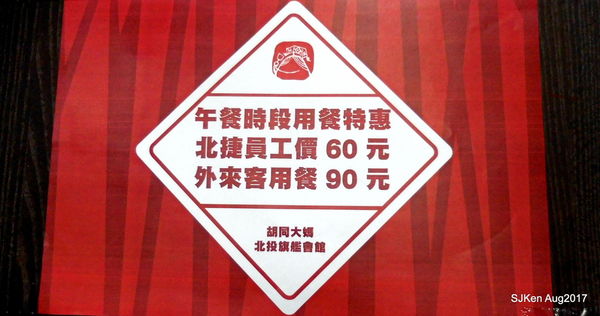 午餐時段用餐特惠
北捷員工價 60 元
外來客用餐 90 元
胡同大媽
北投旗艦會館
SJKen Aug2017